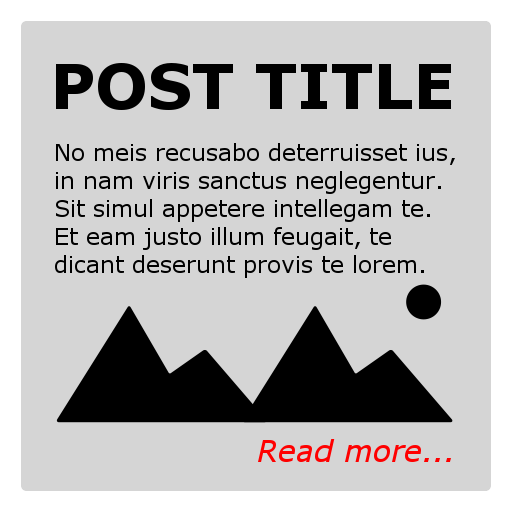 POST TITLE
No meis recusabo deterruisset ius,
in nam viris sanctus neglegentur.
Sit simul appetere intellegam te.
Et eam justo illum feugait, te
dicant deserunt provis te lorem.
Read more...